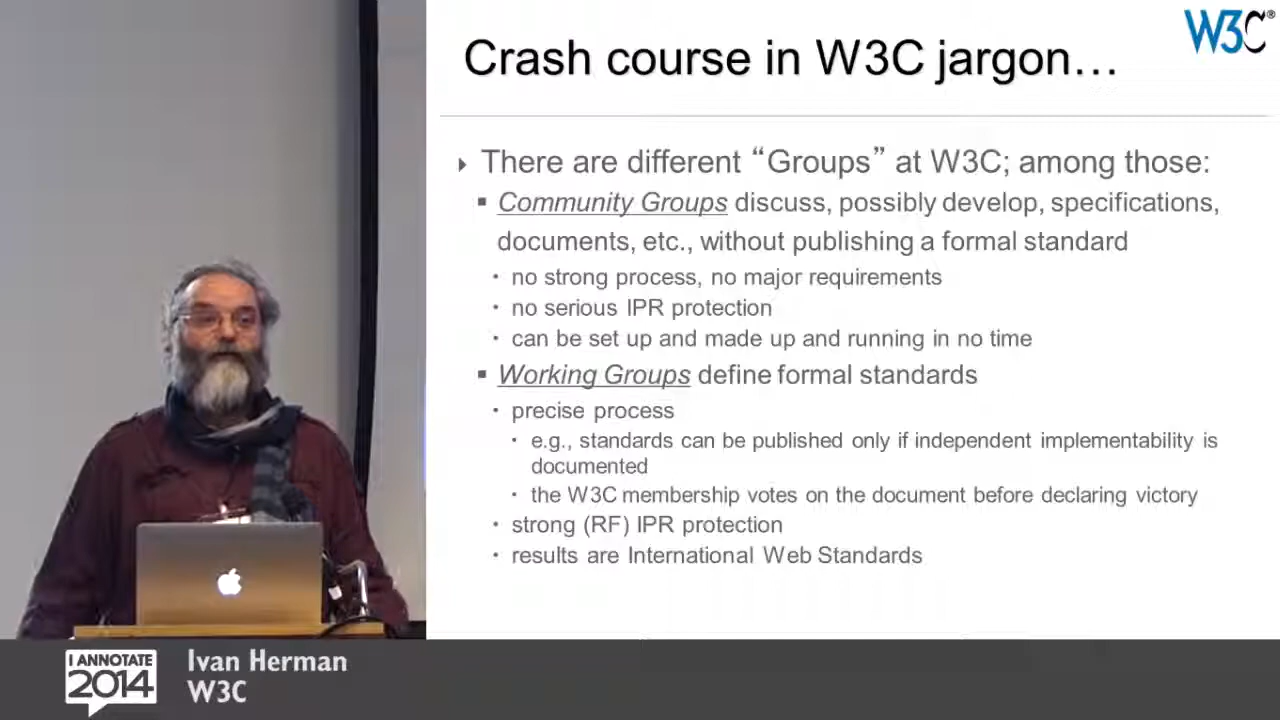 W3C®
Crash course in W3C jargon…
There are different “Groups” at W3C; among those:
Community Groups discuss, possibly develop, specifications,
documents, etc., without publishing a formal standard
no strong process, no major requirements
no serious IPR protection
can be set up and made up and running in no time
Working Groups define formal standards
precise process
e.g., standards can be published only if independent implementability is
documented
the W3C membership votes on the document before declaring victory
strong (RF) IPR protection
results are International Web Standards
I ANNOTATE
2014
Ivan Herman
W3C